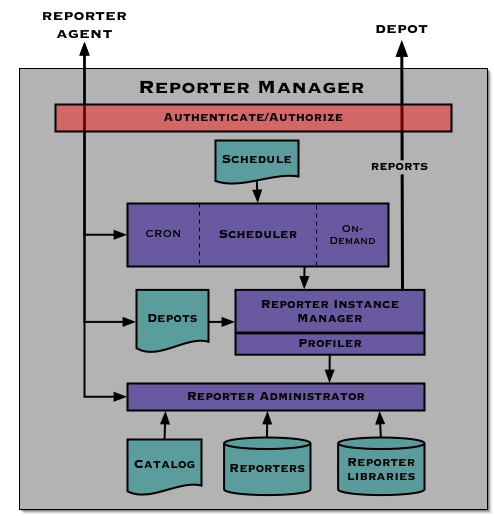 REPORTER
AGENT
DEPOT
REPORTER MANAGER
AUTHENTICATE/AUTHORIZE
SCHEDULE
REPORTS
CRON
SCHEDULER
ON-
DEMAND
DEPOTS
REPORTER INSTANCE
MANAGER
PROFILER
REPORTER ADMINISTRATOR
CATALOG
REPORTERS
REPORTER
LIBRARIES